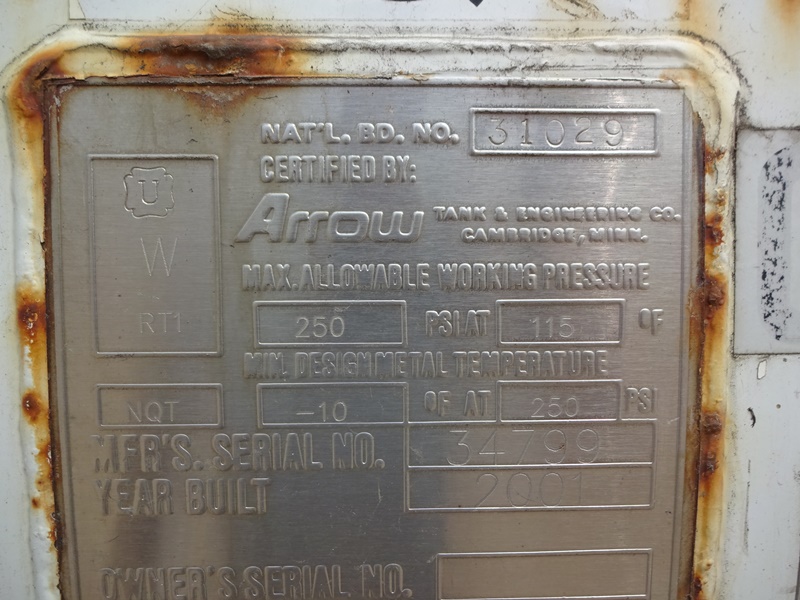 NAT'L. BD. NO. 31029
CERTIFIED BY:
U
W
RT1
Arrow TANK & ENGINEERING CO.
CAMBRIDGE, MINN.
MAX. ALLOWABLE WORKING PRESSURE
250 PSI AT 115 °F
MIN. DESIGN METAL TEMPERATURE
NQT -10 °F AT 250 PSI
MFR'S. SERIAL NO. 34799
YEAR BUILT 2001
OWNER'S SERIAL NO.